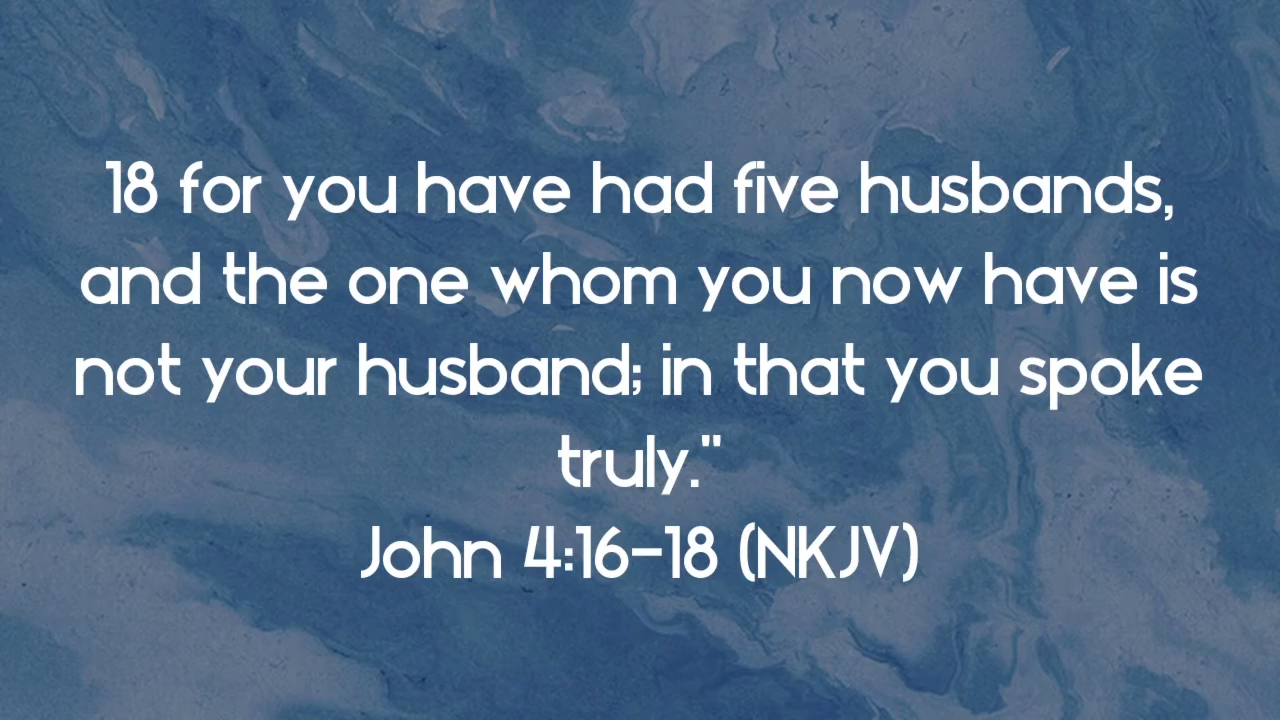 18 for you have had five husbands,
and the one whom you now have is
not your husband; in that you spoke
truly."
John 4:16-18 (NKJV)